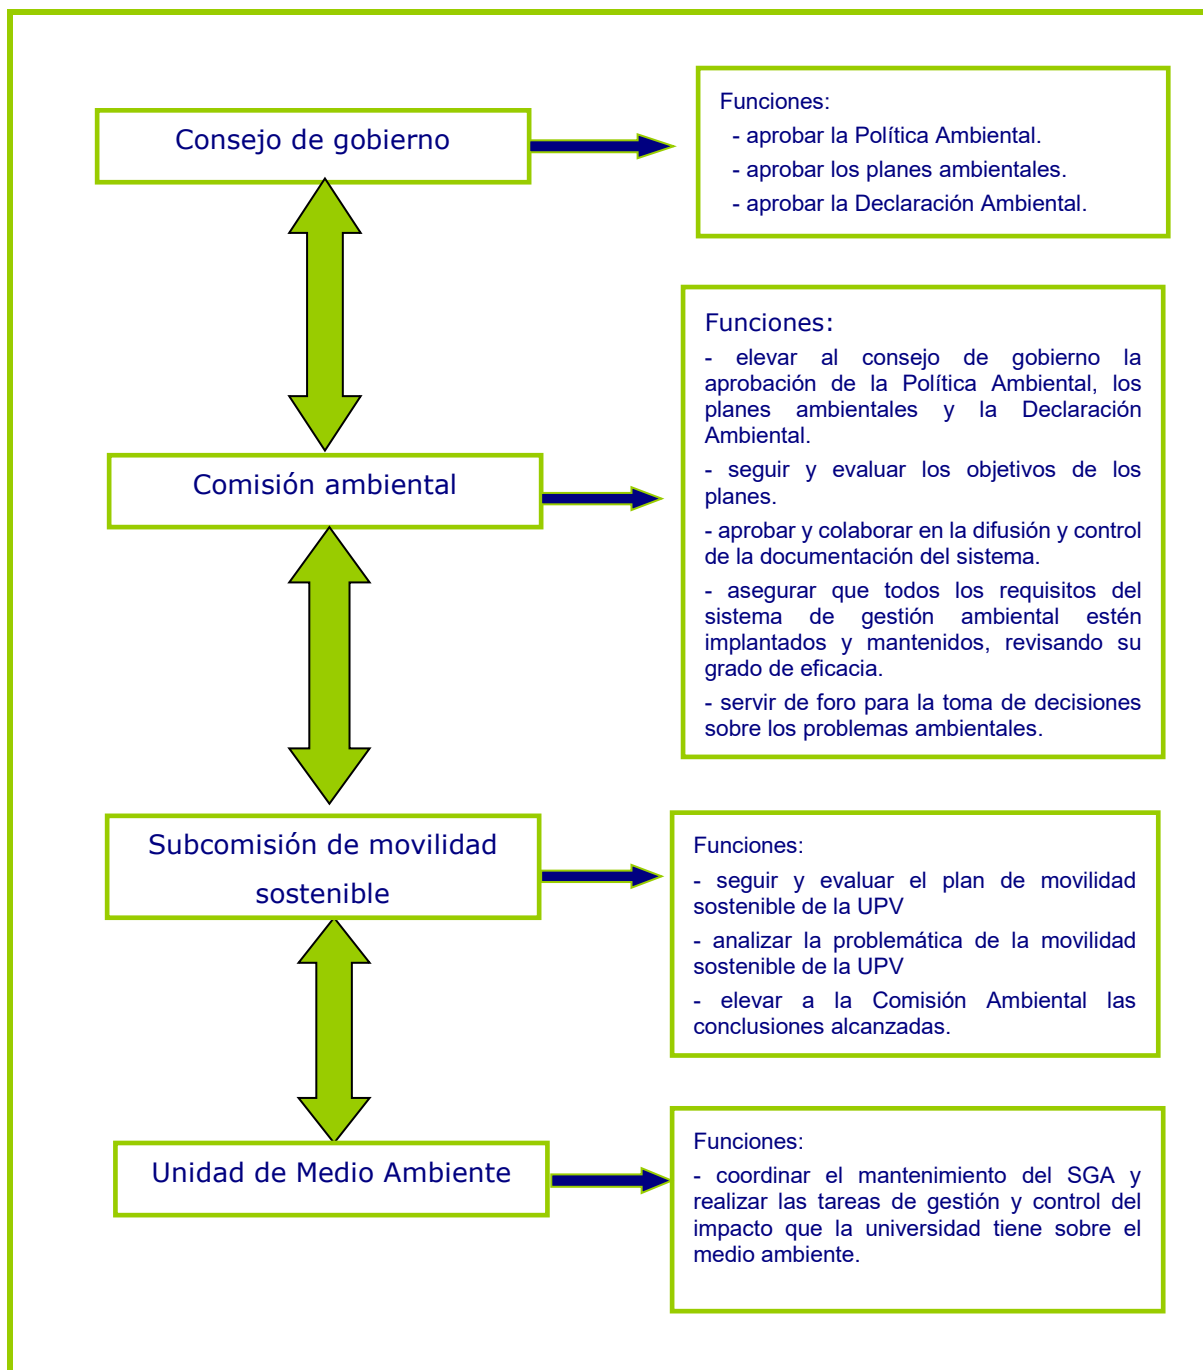 Consejo de gobierno
Funciones:
- aprobar la Política Ambiental.
- aprobar los planes ambientales.
- aprobar la Declaración Ambiental.
Comisión ambiental
Funciones:
- elevar al consejo de gobierno la
aprobación de la Política Ambiental, los
planes ambientales y la Declaración
Ambiental.
- seguir y evaluar los objetivos de los
planes.
- aprobar y colaborar en la difusión y control
de la documentación del sistema.
- asegurar que todos los requisitos del
sistema de gestión ambiental estén
implantados y mantenidos, revisando su
grado de eficacia.
- servir de foro para la toma de decisiones
sobre los problemas ambientales.
Subcomisión de movilidad
sostenible
Funciones:
- seguir y evaluar el plan de movilidad
sostenible de la UPV
- analizar la problemática de la movilidad
sostenible de la UPV
- elevar a la Comisión Ambiental las
conclusiones alcanzadas.
Unidad de Medio Ambiente
Funciones:
- coordinar el mantenimiento del SGA y
realizar las tareas de gestión y control del
impacto que la universidad tiene sobre el
medio ambiente.